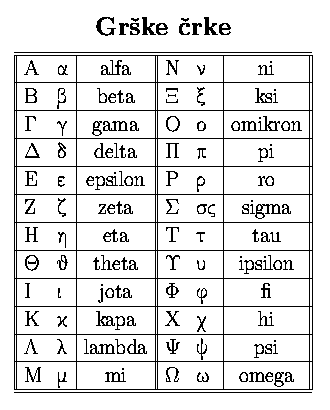 Grške črke
Α α alfa Ν ν ni
Β β beta Ξ ξ ksi
Γ γ gama Ο ο omikron
Δ δ delta Π π pi
Ε ε epsilon Ρ ρ ro
Ζ ζ zeta Σ σς sigma
Η η eta Τ τ tau
Θ ϑ theta ϒ υ ipsilon
Ι ι jota Φ φ fi
Κ ϰ kapa Χ χ hi
Λ λ lambda Ψ ψ psi
Μ μ mi Ω ω omega